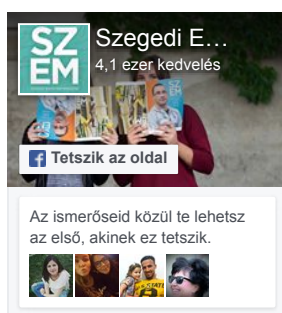 SZ
EM
Szegedi E...
4,1 ezer kedvelés
Tetszik az oldal
Az ismerőseid közül te lehetsz
az első, akinek ez tetszik.